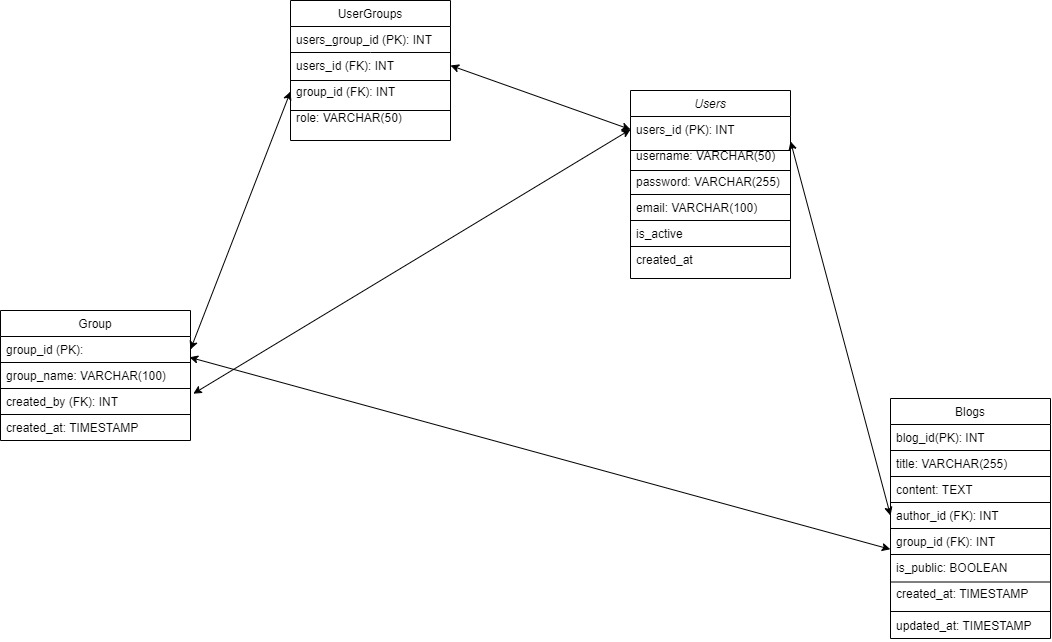 UserGroups
users_group_id (PK): INT
users_id (FK): INT
group_id (FK): INT
role: VARCHAR(50)
Users
users_id (PK): INT
username: VARCHAR(50)
password: VARCHAR(255)
email: VARCHAR(100)
is_active
created_at
Group
group_id (PK):
group_name: VARCHAR(100)
created_by (FK): INT
created_at: TIMESTAMP
Blogs
blog_id(PK): INT
title: VARCHAR(255)
content: TEXT
author_id (FK): INT
group_id (FK): INT
is_public: BOOLEAN
created_at: TIMESTAMP
updated_at: TIMESTAMP